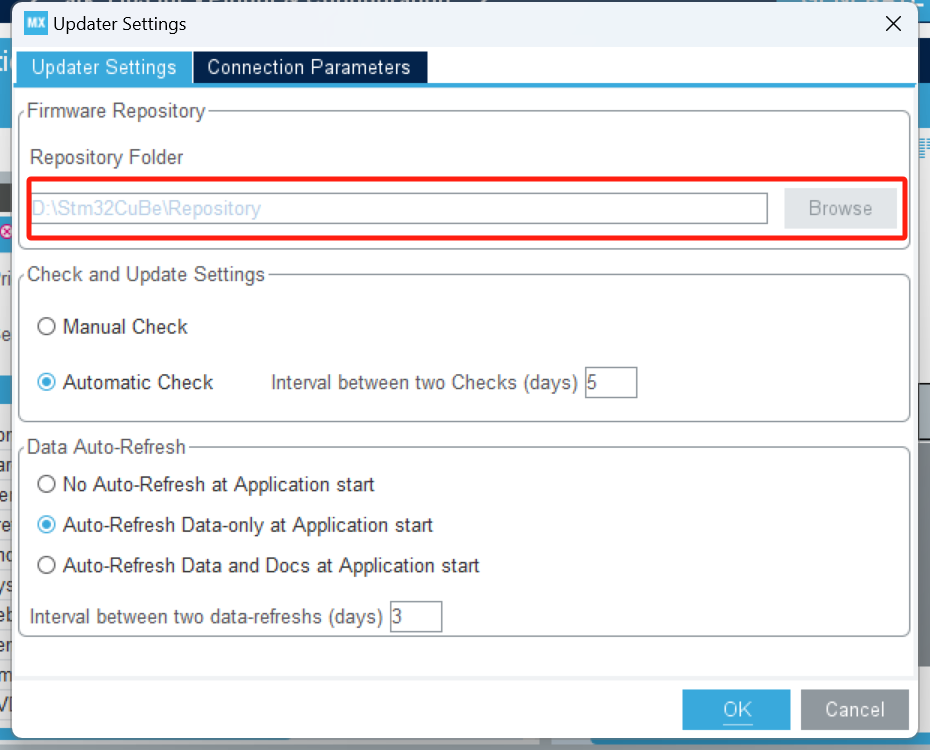 MX Updater Settings
Updater Settings Connection Parameters
Firmware Repository
Repository Folder
D:\Stm32CuBe\Repository Browse
Check and Update Settings
Manual Check
Automatic Check Interval between two Checks (days) 5
Data Auto-Refresh
No Auto-Refresh at Application start
Auto-Refresh Data-only at Application start
Auto-Refresh Data and Docs at Application start
Interval between two data-refreshs (days) 3
OK Cancel